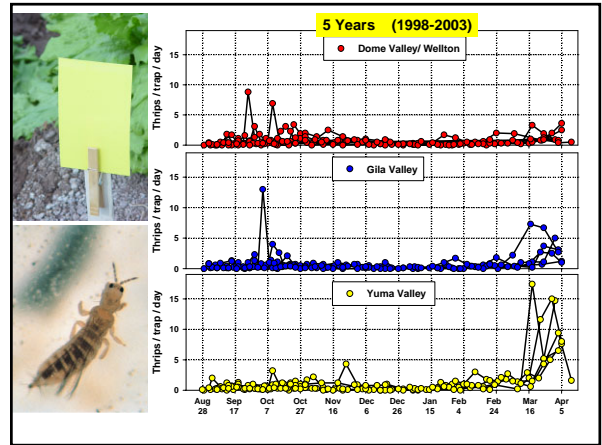 5 Years (1998-2003)
Thrips / trap / day
15
10
5
0
Dome Valley/ Wellton
Thrips / trap / day
15
10
5
0
Gila Valley
Thrips / trap / day
15
10
5
0
Yuma Valley
Aug Sep Oct Oct Nov Dec Dec Jan Feb Feb Mar Apr
28 17 7 27 16 6 26 15 4 24 16 5